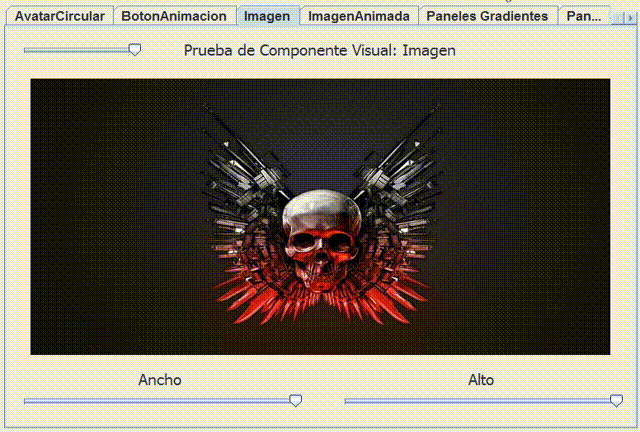 AvatarCircular BotonAnimacion Imagen ImagenAnimada Paneles Gradientes Pan...
Prueba de Componente Visual: Imagen
Ancho Alto